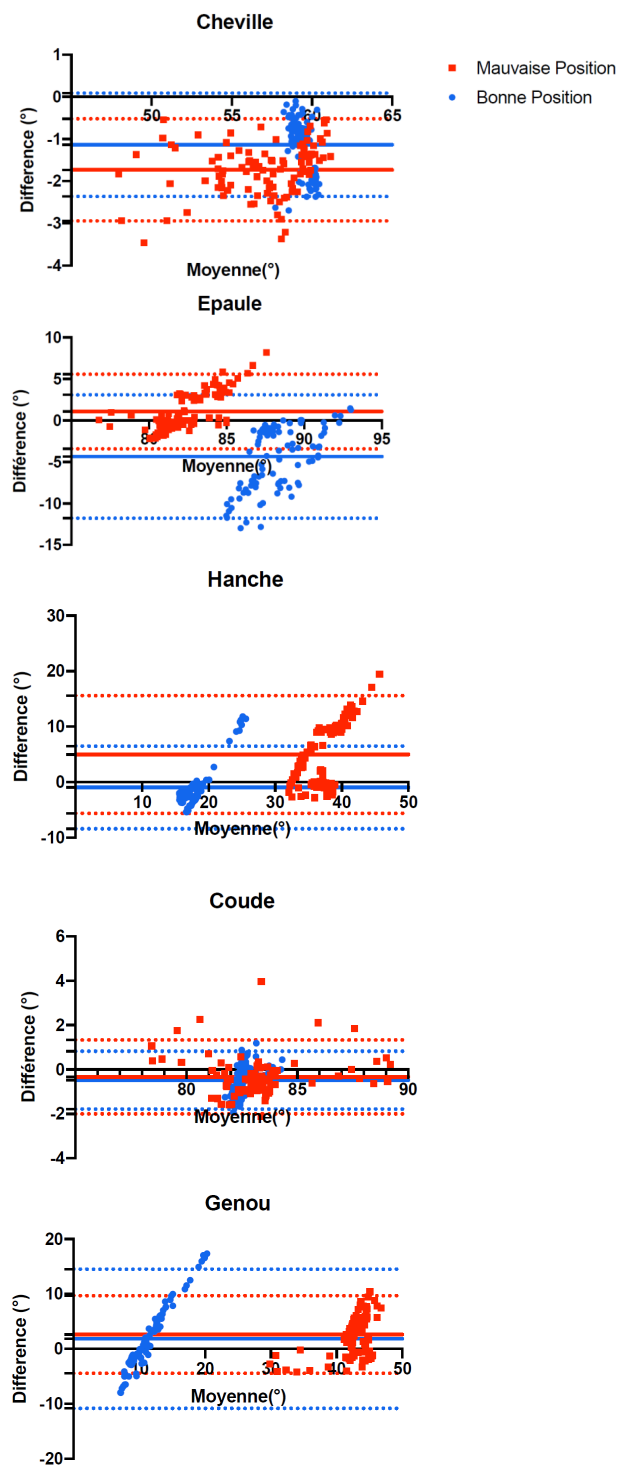 Cheville
Mauvaise Position
Bonne Position
1
0
-1
-2
-3
-4
50
55
60
65
Difference (°)
Moyenne(°)
Epaule
10
5
0
-5
-10
-15
80
85
90
95
Différence (°)
Moyenne(°)
Hanche
30
20
10
0
-10
10
20
30
40
50
Différence (°)
Moyenne(°)
Coude
6
4
2
0
-2
-4
80
85
90
Différence (°)
Moyenne(°)
Genou
20
10
0
-10
-20
10
20
30
40
50
Différence (°)
Moyenne(°)